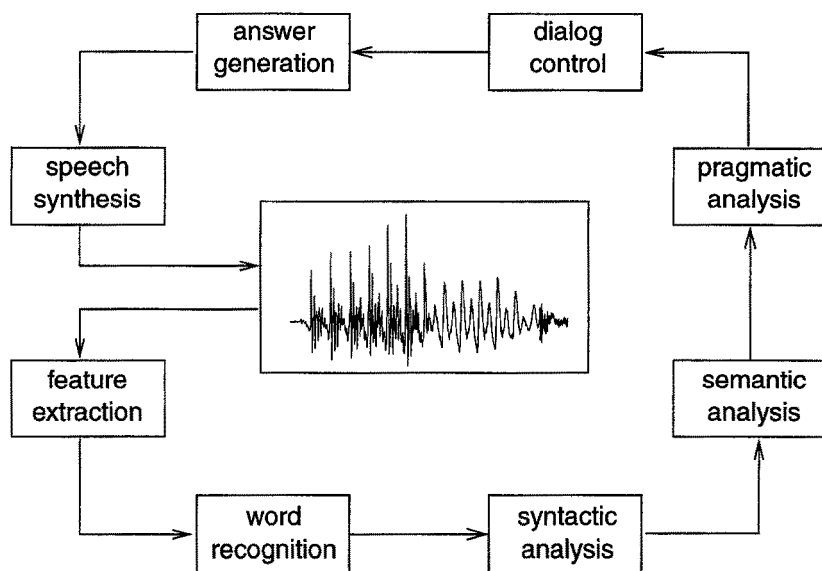 answer
generation
dialog
control
speech
synthesis
pragmatic
analysis
feature
extraction
semantic
analysis
word
recognition
syntactic
analysis